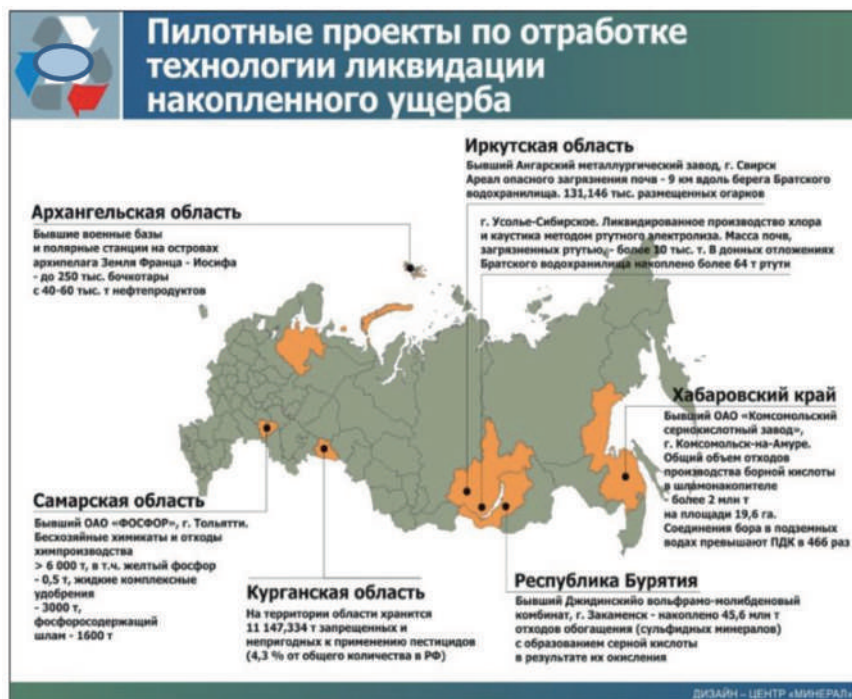 Пилотные проекты по отработке
технологии ликвидации
накопленного ущерба
Иркутская область
Бывший Ангарский металлургический завод, г. Свирск
Ареал опасного загрязнения почв - 9 км вдоль берега Братского
водохранилища. 131,146 тыс. размещенных огарков
г. Усолье-Сибирское. Ликвидированное производство хлора
и каустика методом ртутного электролиза. Масса почв,
загрязненных ртутью, - более 10 тыс. т. В донных отложениях
Братского водохранилища накоплено более 64 т ртути
Архангельская область
Бывшие военные базы
и полярные станции на островах
архипелага Земля Франца - Иосифа
- до 250 тыс. бочкотары
с 40-60 тыс. т нефтепродуктов
Хабаровский край
Бывший ОАО «Комсомольский
сернокислотный завод»,
г. Комсомольск-на-Амуре.
Общий объем отходов
производства борной кислоты
в шламонакопителе
- более 2 млн т
на площади 19,6 га.
Соединения бора в подземных
водах превышают ПДК в 466 раз
Самарская область
Бывший ОАО «ФОСФОР», г. Тольятти.
Бесхозяйные химикаты и отходы
химпроизводства
> 6 000 т, в т.ч. желтый фосфор
- 0,5 т, жидкие комплексные
удобрения
- 3000 т,
фосфоросодержащий
шлам - 1600 т
Курганская область
На территории области хранится
11 147,334 т запрещенных и
непригодных к применению пестицидов
(4,3 % от общего количества в РФ)
Республика Бурятия
Бывший Джидинскийо вольфрамо-молибденовый
комбинат, г. Закаменск - накоплено 45,6 млн т
отходов обогащения (сульфидных минералов)
с образованием серной кислоты
в результате их окисления
ДИЗАЙН – ЦЕНТР «МИНЕРАЛ»